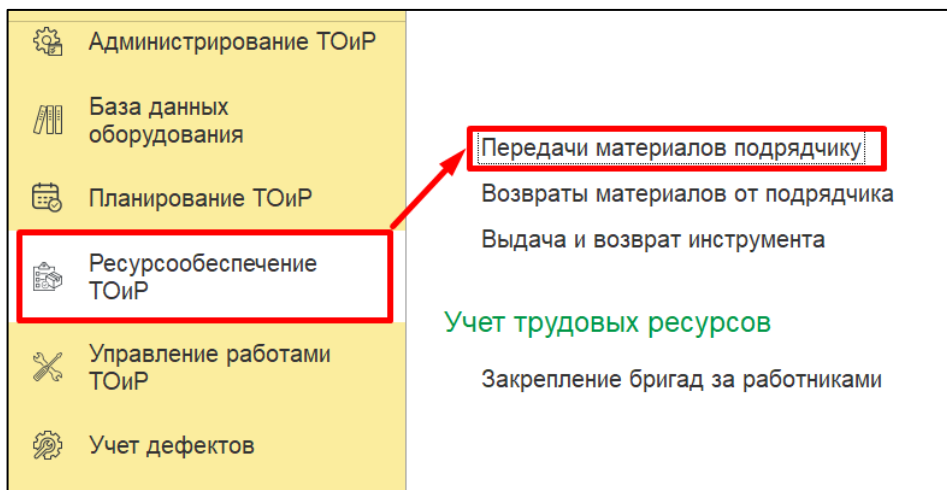 Администрирование ТОиР
База данных
оборудования
Планирование ТОиР
Ресурсообеспечение
ТОиР
Управление работами
ТОиР
Учет дефектов
Передачи материалов подрядчику
Возвраты материалов от подрядчика
Выдача и возврат инструмента
Учет трудовых ресурсов
Закрепление бригад за работниками